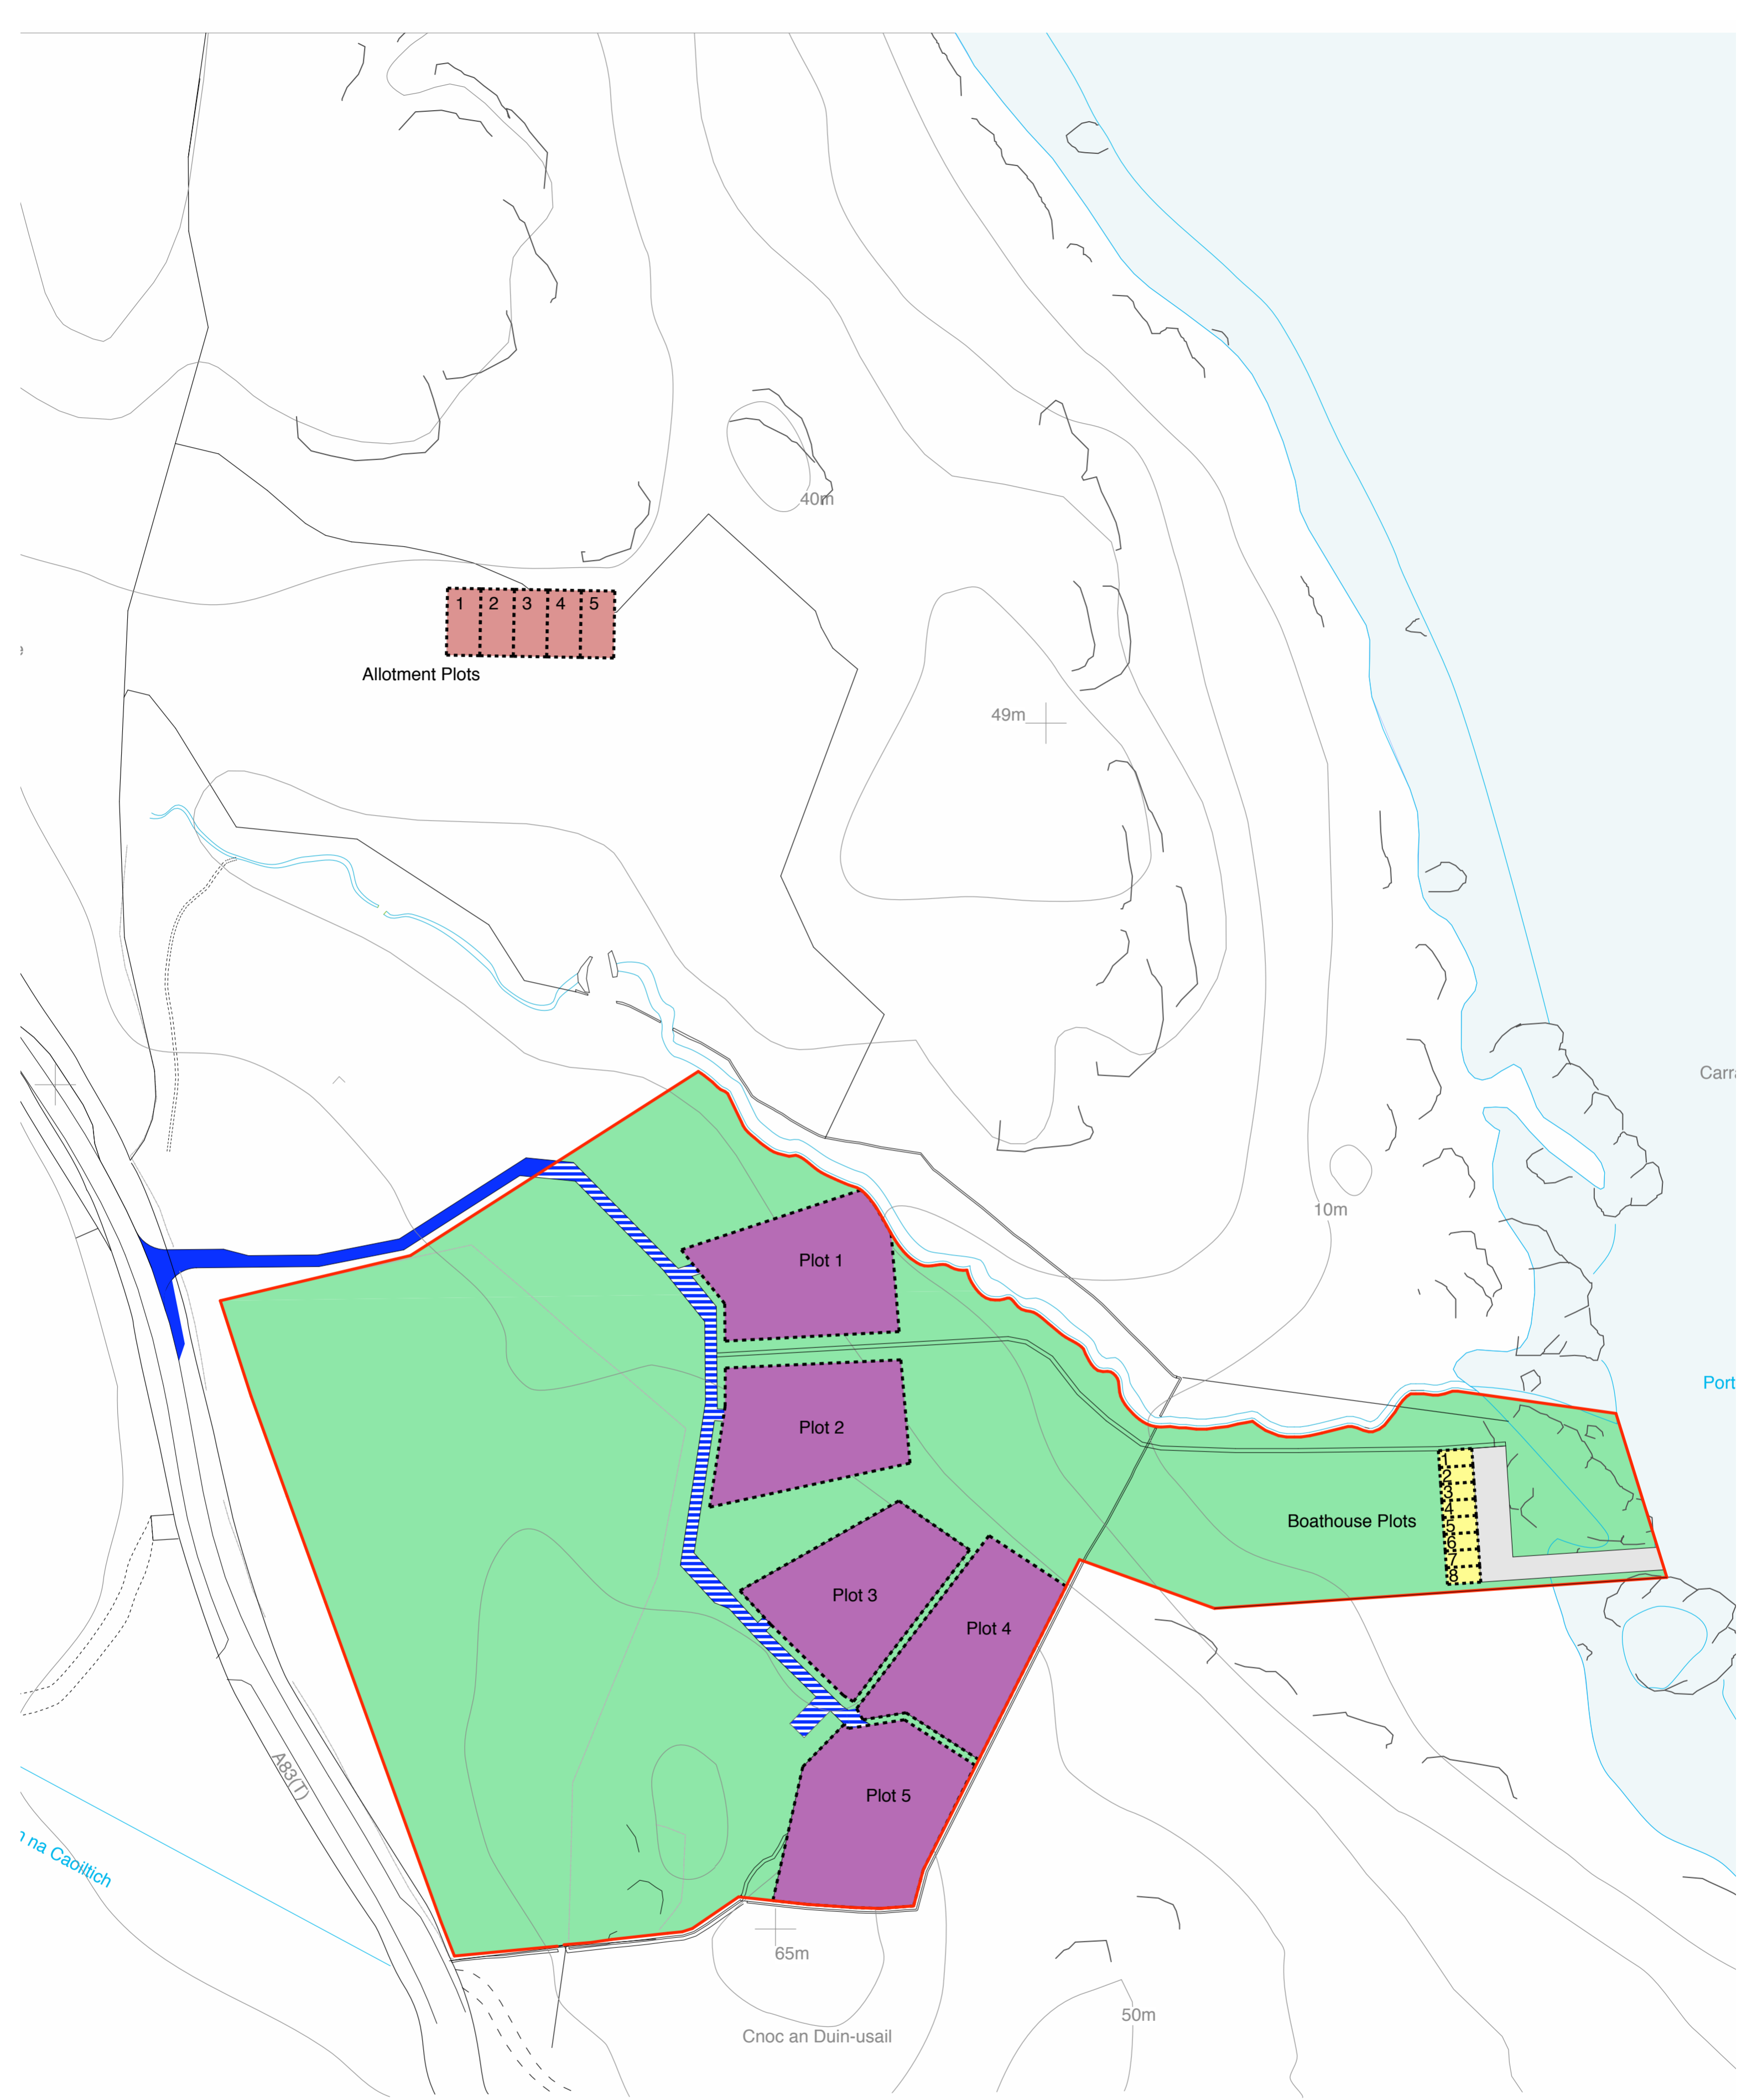 40m
1 2 3 4 5
Allotment Plots
49m
Carra
10m
Plot 1
Port
Plot 2
1
2
3
4
5
6
7
8
Boathouse Plots
Plot 3
Plot 4
A83(T)
Plot 5
na Caoiltich
65m
50m
Cnoc an Duin-usail